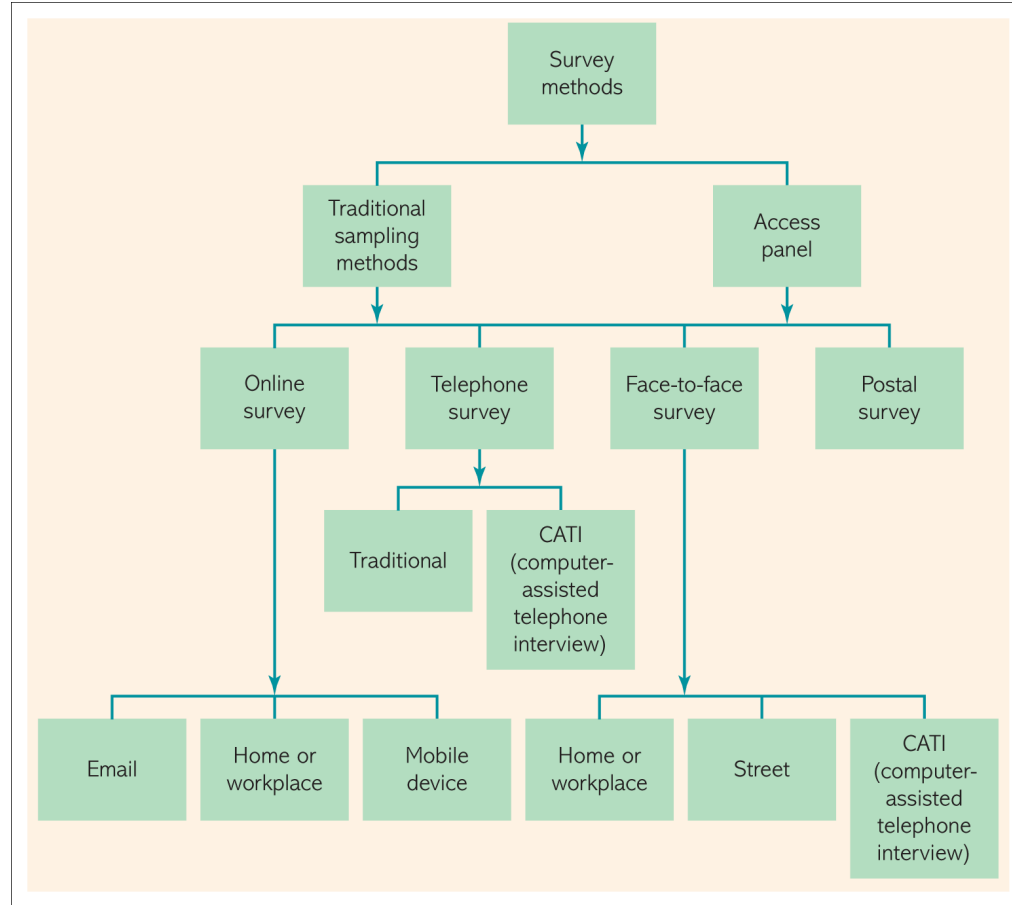 Survey
methods
Traditional
sampling
methods
Access
panel
Online
survey
Telephone
survey
Face-to-face
survey
Postal
survey
Traditional
CATI
(computer-
assisted
telephone
interview)
Email
Home or
workplace
Mobile
device
Home or
workplace
Street
CATI
(computer-
assisted
telephone
interview)